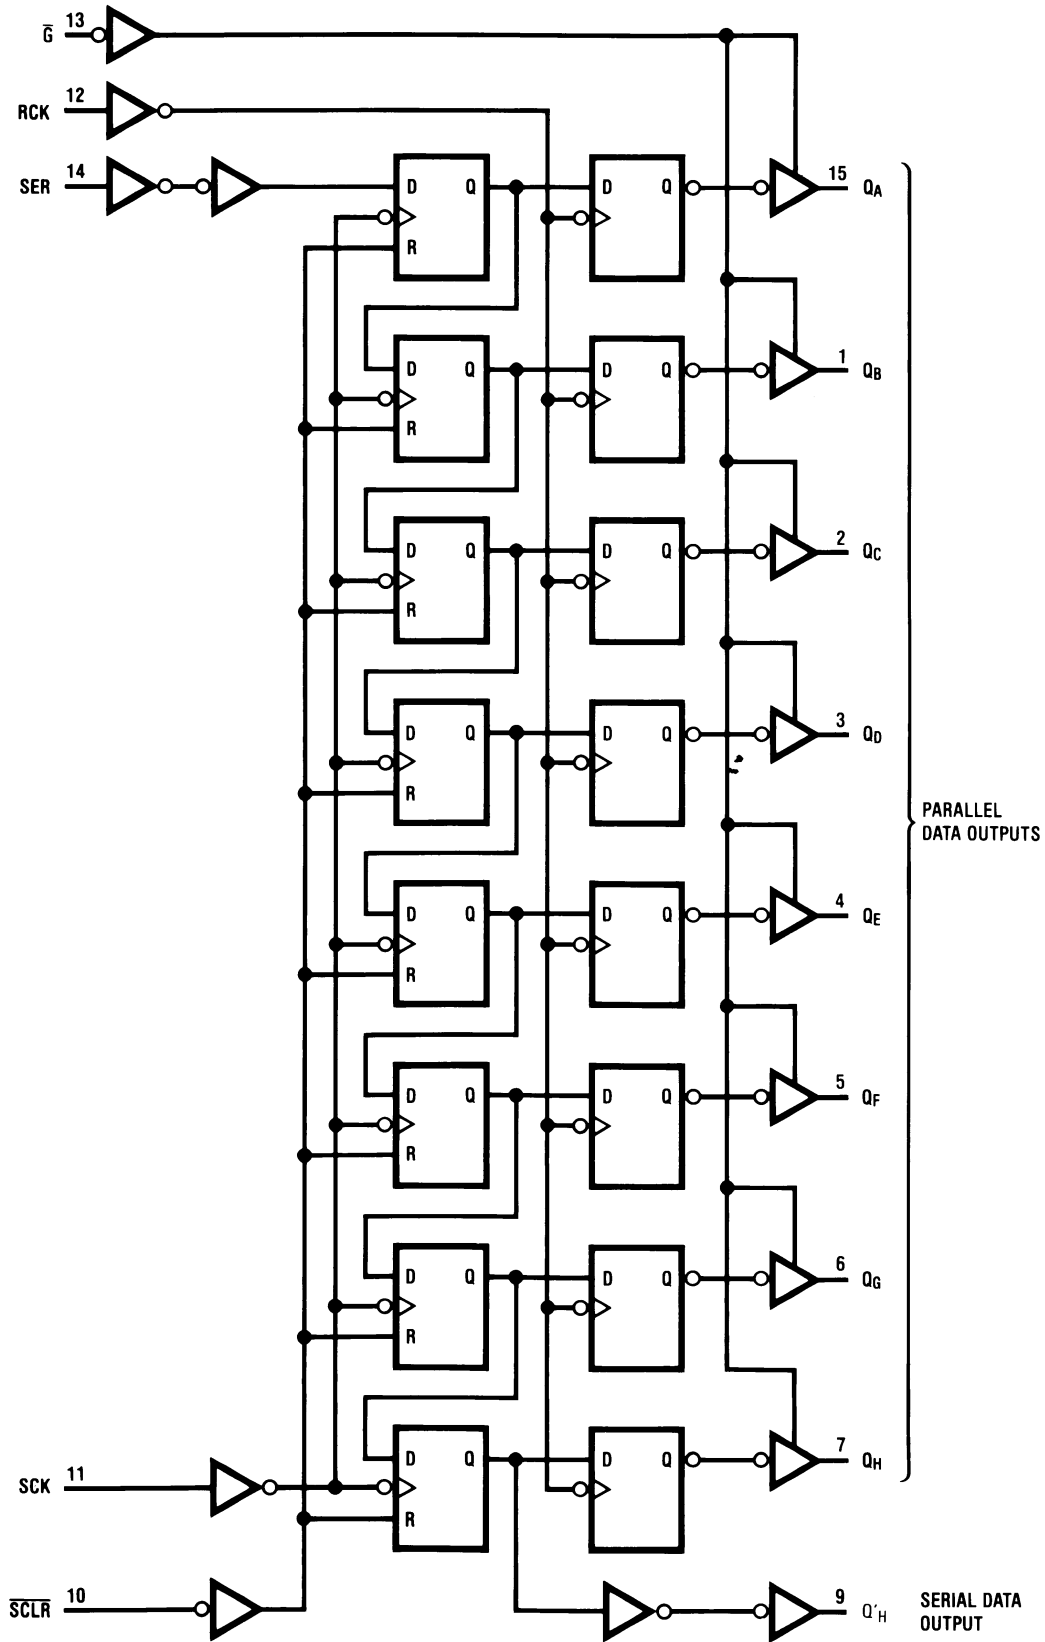 G̅ 13
RCK 12
SER 14
D Q
R
D Q
15 QA
D Q
R
D Q
1 QB
D Q
R
D Q
2 QC
D Q
R
D Q
3 QD
PARALLEL
DATA OUTPUTS
D Q
R
D Q
4 QE
D Q
R
D Q
5 QF
D Q
R
D Q
6 QG
D Q
R
D Q
7 QH
SCK 11
S̅C̅L̅R̅ 10
9 Q'H
SERIAL DATA
OUTPUT